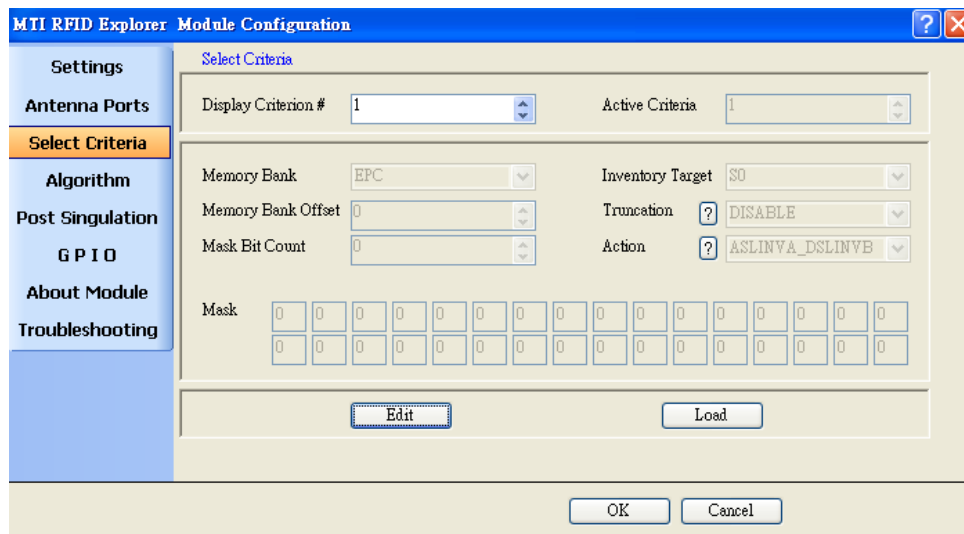 MTI RFID Explorer Module Configuration
Settings
Antenna Ports
Select Criteria
Algorithm
Post Singulation
G P I O
About Module
Troubleshooting
Select Criteria
Display Criterion # 1 Active Criteria 1
Memory Bank EPC Inventory Target S0
Memory Bank Offset 0 Truncation ? DISABLE
Mask Bit Count 0 Action ? ASLINVA_DSLINVB
Mask 0 0 0 0 0 0 0 0 0 0 0 0 0 0 0 0
0 0 0 0 0 0 0 0 0 0 0 0 0 0 0 0
Edit Load
OK Cancel